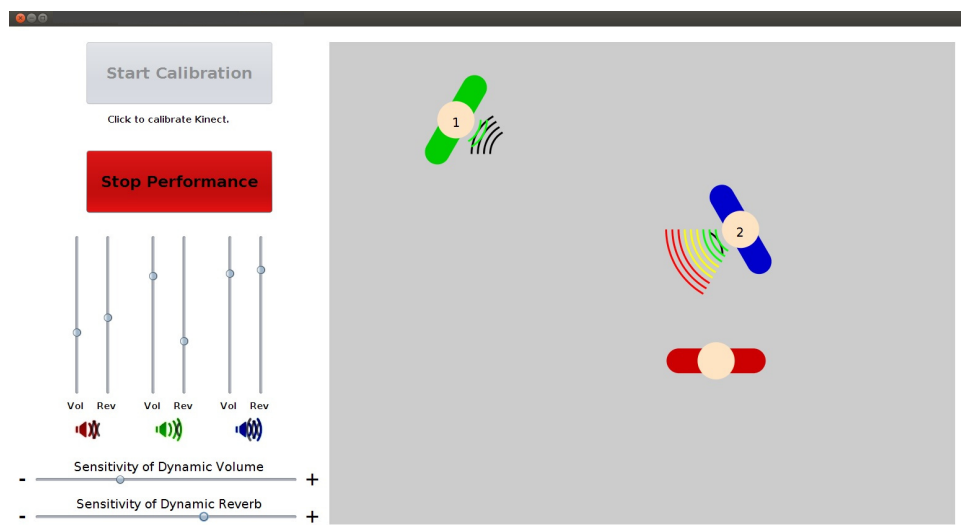 Start Calibration
Click to calibrate Kinect.
Stop Performance
Vol Rev Vol Rev Vol Rev
Sensitivity of Dynamic Volume
- +
Sensitivity of Dynamic Reverb
- +
1
2